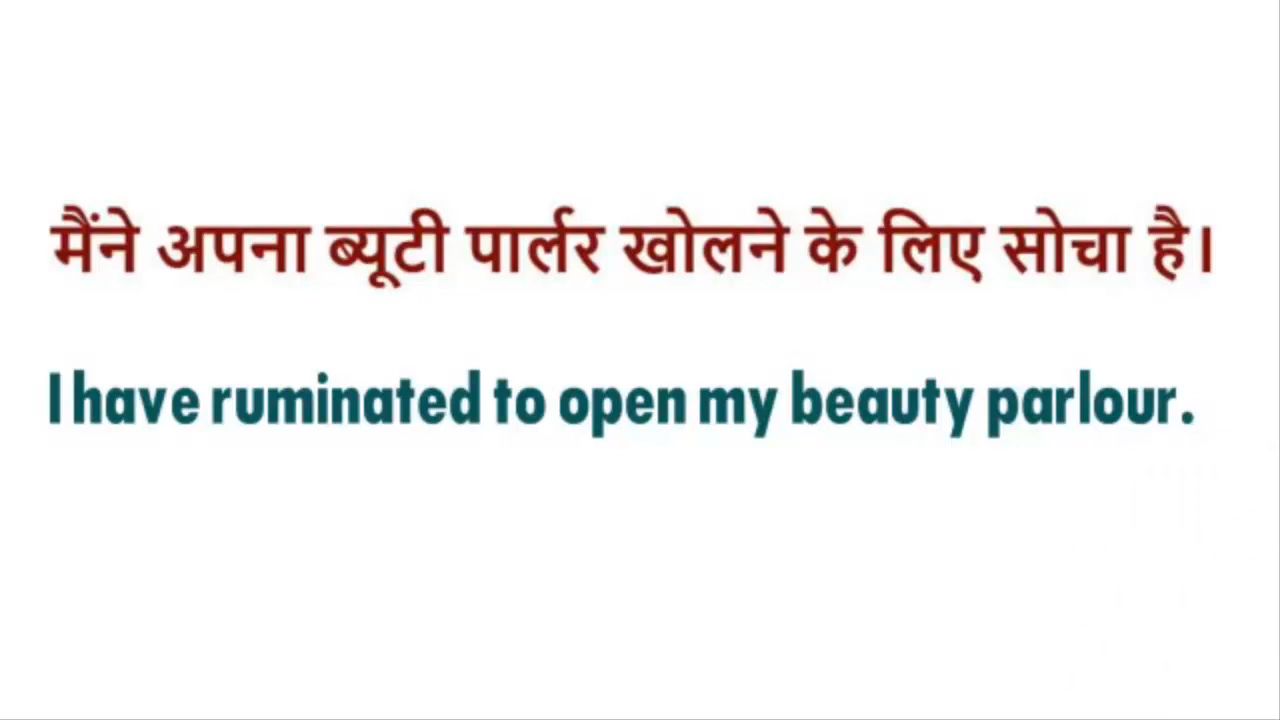 मैंने अपना ब्यूटी पार्लर खोलने के लिए सोचा है।
I have ruminated to open my beauty parlour.